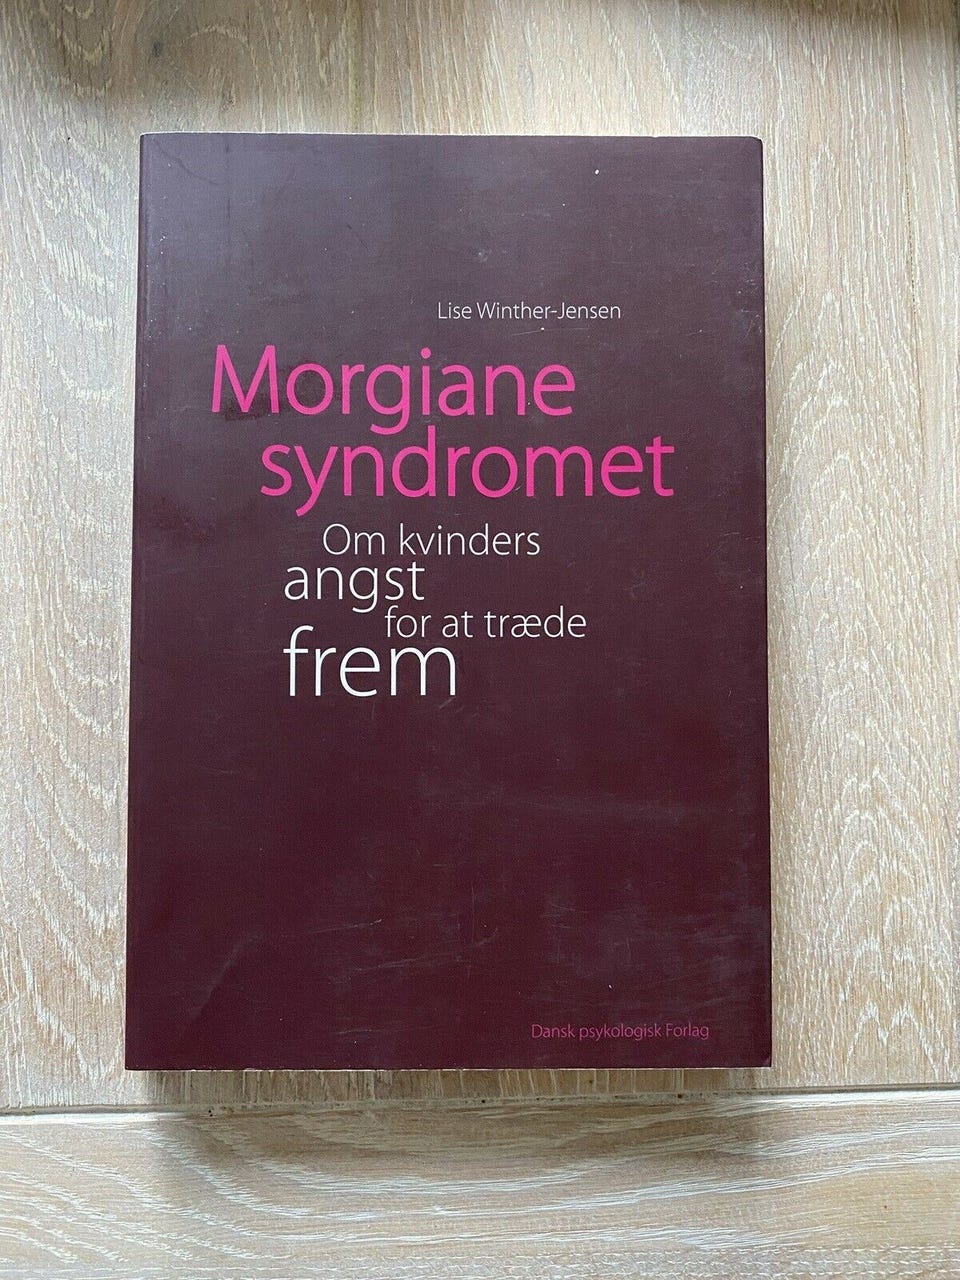 Lise Winther-Jensen
Morgiane
syndromet
Om kvinders
angst
for at træde
frem
Dansk psykologisk Forlag